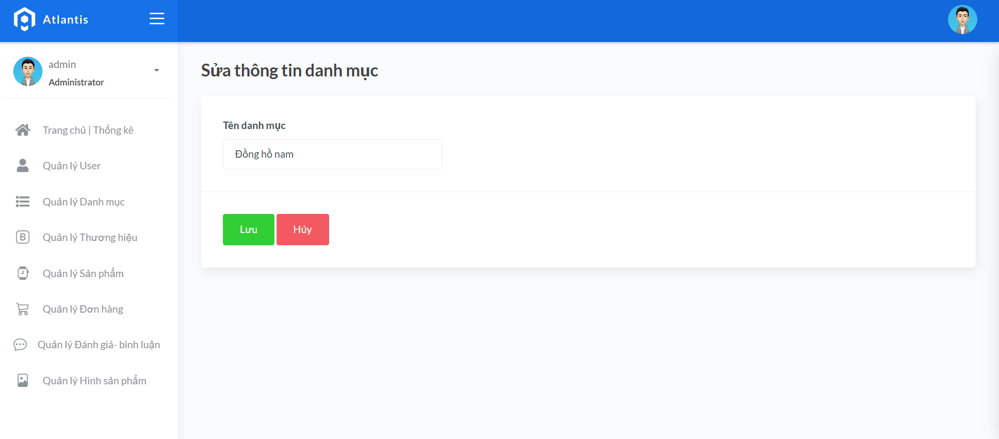 Atlantis
admin
Administrator
Trang chủ | Thống kê
Quản lý User
Quản lý Danh mục
B
Quản lý Thương hiệu
Quản lý Sản phẩm
Quản lý Đơn hàng
Quản lý Đánh giá- bình luận
Quản lý Hình sản phẩm
Sửa thông tin danh mục
Tên danh mục
Đồng hồ nam
Lưu Hủy